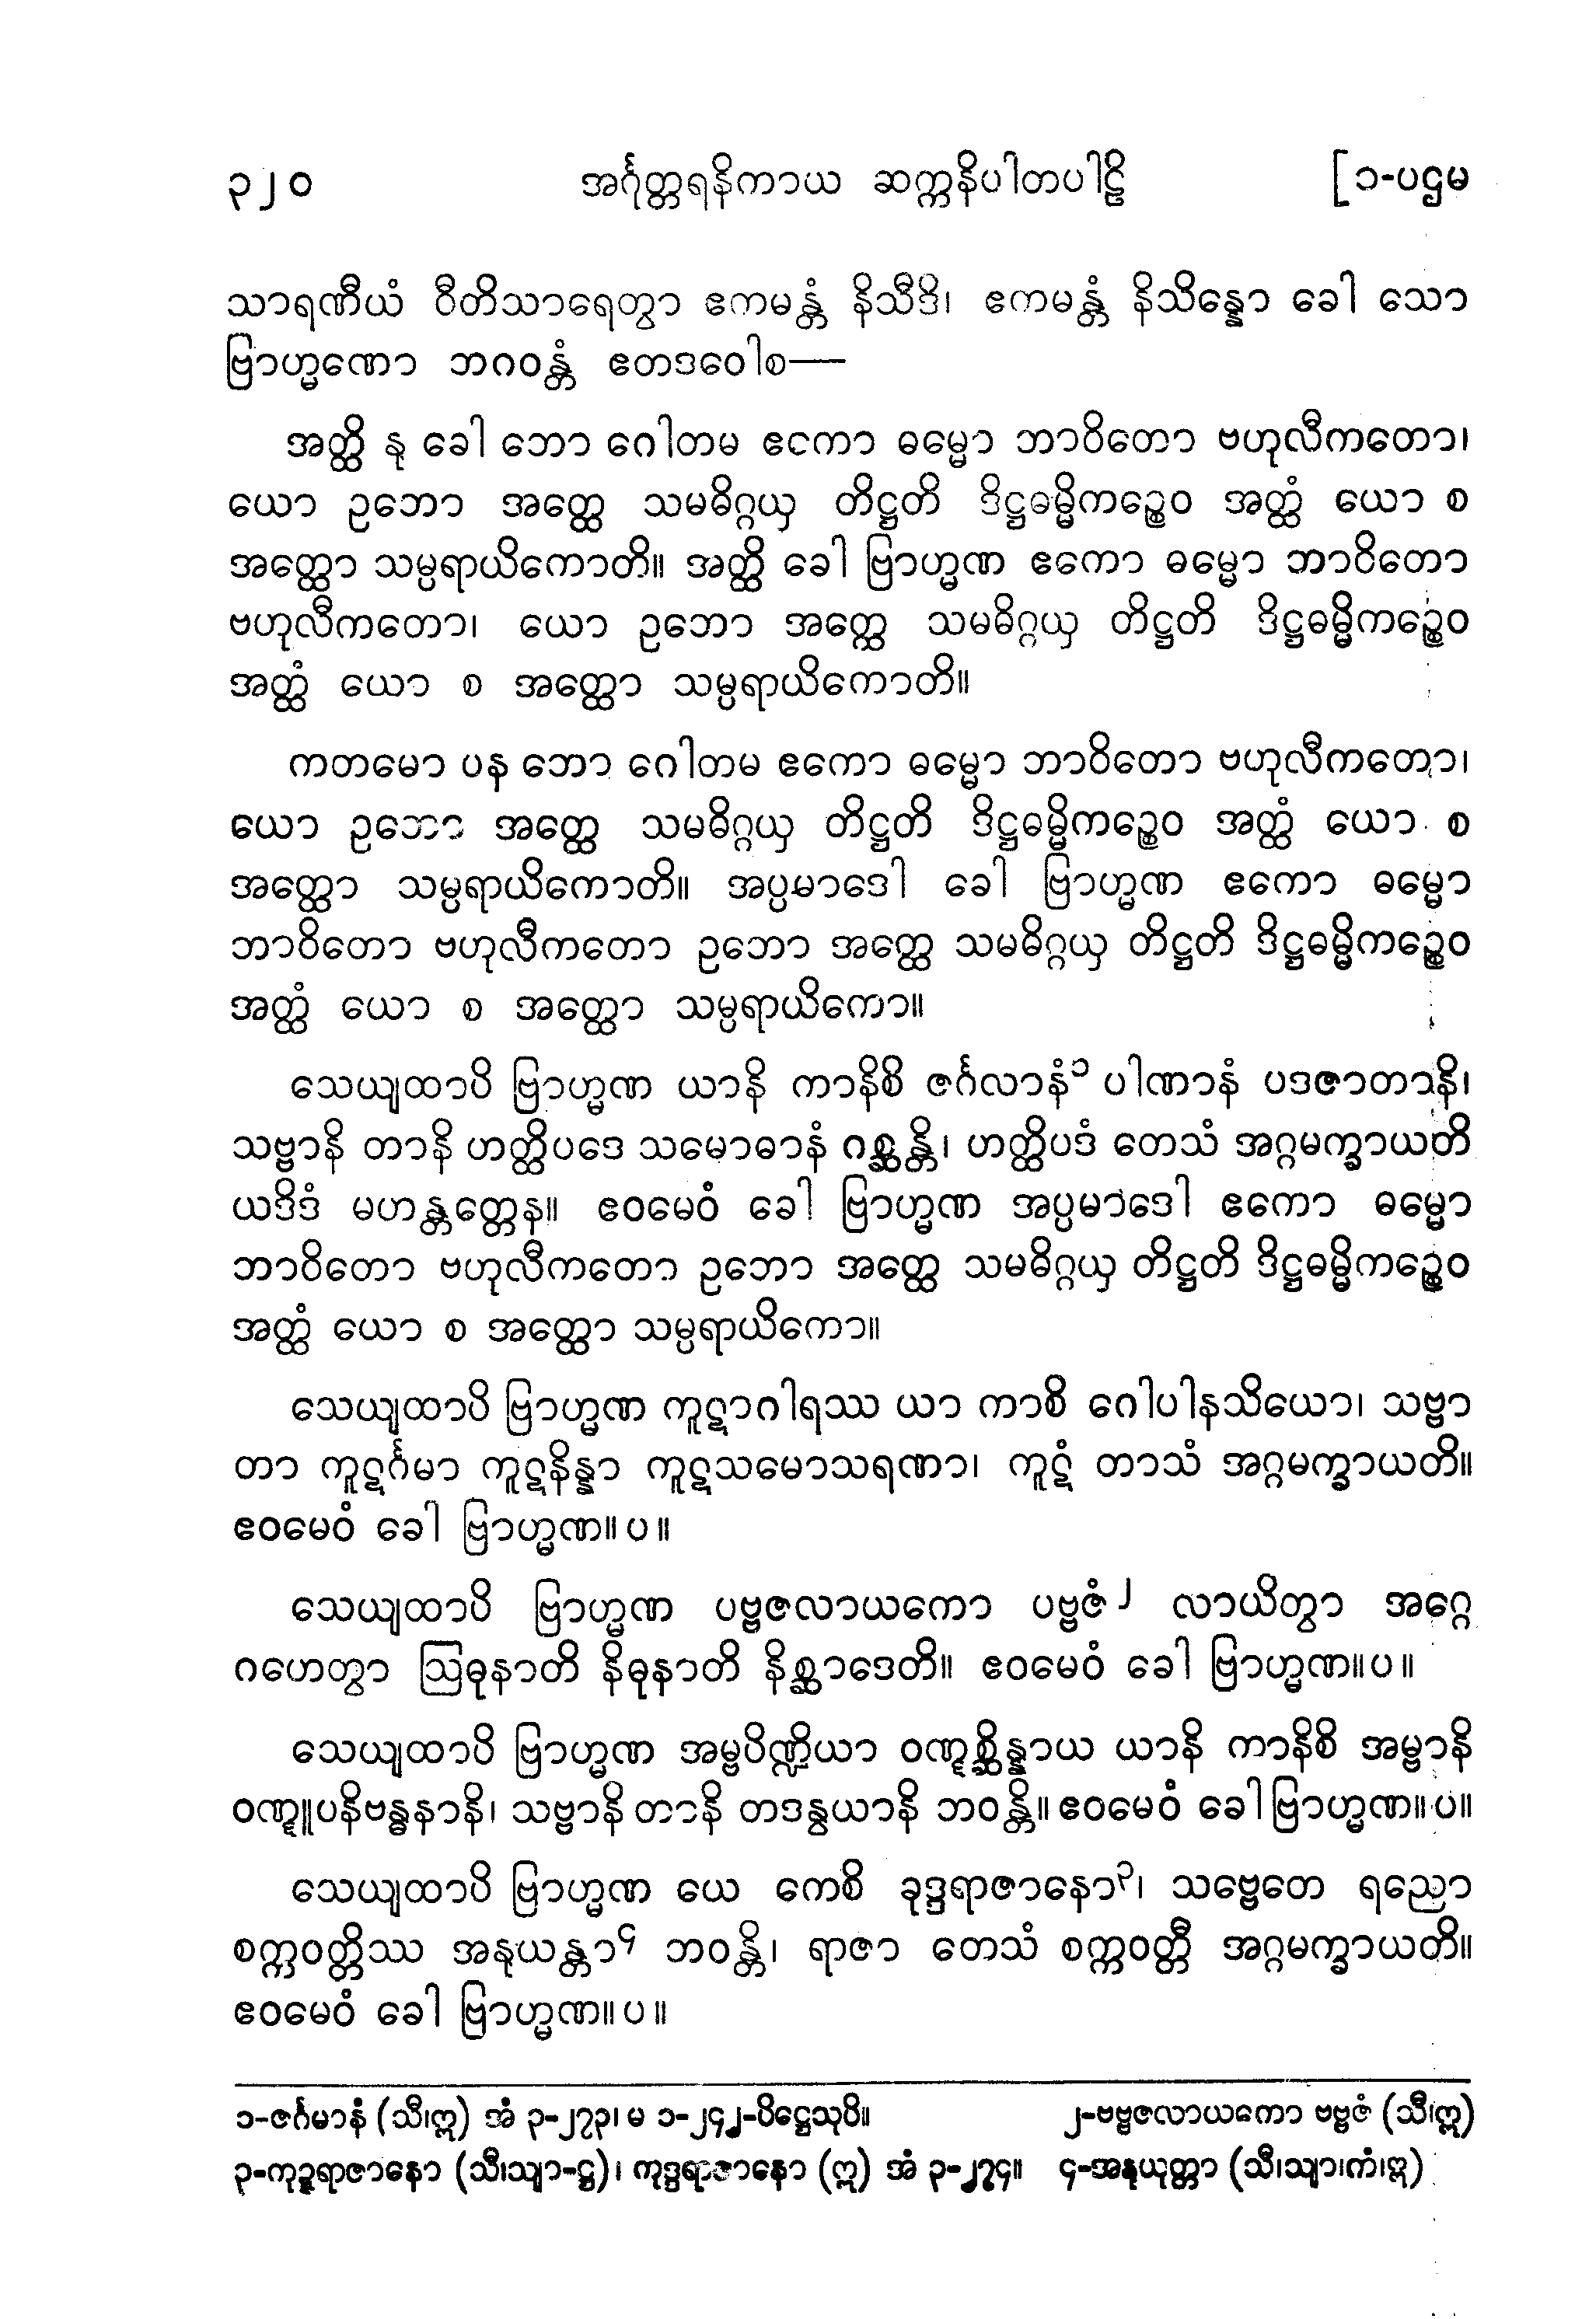 ၃၂၀ အင်္ဂုတ္တရနိကာယ ဆက္ကနိပါတပါဠိ [၁-ပဌမ
သာရဏီယံ ဝီတိသာရေတွာ ဧကမန္တံ နိသီဒိ၊ ဧကမန္တံ နိသိန္နော ခေါ သော
ဗြာဟ္မဏော ဘဂဝန္တံ ဧတဒဝေါစ—
အတ္ထိ နု ခေါ ဘော ဂေါတမ ဧကော ဓမ္မော ဘာဝိတော ဗဟုလီကတော၊
ယော ဥဘော အတ္ထေ သမဓိဂ္ဂယှ တိဋ္ဌတိ ဒိဋ္ဌဓမ္မိကဉ္စေဝ အတ္ထံ ယော စ
အတ္ထော သမ္ပရာယိကောတိ။ အတ္ထိ ခေါ ဗြာဟ္မဏ ဧကော ဓမ္မော ဘာဝိတော
ဗဟုလီကတော၊ ယော ဥဘော အတ္ထေ သမဓိဂ္ဂယှ တိဋ္ဌတိ ဒိဋ္ဌဓမ္မိကဉ္စေဝ
အတ္ထံ ယော စ အတ္ထော သမ္ပရာယိကောတိ။
ကတမော ပန ဘော ဂေါတမ ဧကော ဓမ္မော ဘာဝိတော ဗဟုလီကတော၊
ယော ဥဘော အတ္ထေ သမဓိဂ္ဂယှ တိဋ္ဌတိ ဒိဋ္ဌဓမ္မိကဉ္စေဝ အတ္ထံ ယော စ
အတ္ထော သမ္ပရာယိကောတိ။ အပ္ပမာဒေါ ခေါ ဗြာဟ္မဏ ဧကော ဓမ္မော
ဘာဝိတော ဗဟုလီကတော ဥဘော အတ္ထေ သမဓိဂ္ဂယှ တိဋ္ဌတိ ဒိဋ္ဌဓမ္မိကဉ္စေဝ
အတ္ထံ ယော စ အတ္ထော သမ္ပရာယိကော။
သေယျထာပိ ဗြာဟ္မဏ ယာနိ ကာနိစိ ဇင်္ဂလာနံ၁ ပါဏာနံ ပဒဇာတာနိ၊
သဗ္ဗာနိ တာနိ ဟတ္ထိပဒေ သမောဓာနံ ဂစ္ဆန္တိ၊ ဟတ္ထိပဒံ တေသံ အဂ္ဂမက္ခာယတိ
ယဒိဒံ မဟန္တတ္တေန။ ဧဝမေဝံ ခေါ ဗြာဟ္မဏ အပ္ပမာဒေါ ဧကော ဓမ္မော
ဘာဝိတော ဗဟုလီကတော ဥဘော အတ္ထေ သမဓိဂ္ဂယှ တိဋ္ဌတိ ဒိဋ္ဌဓမ္မိကဉ္စေဝ
အတ္ထံ ယော စ အတ္ထော သမ္ပရာယိကော။
သေယျထာပိ ဗြာဟ္မဏ ကူဋာဂါရဿ ယာ ကာစိ ဂေါပါနသိယော၊ သဗ္ဗာ
တာ ကူဋင်္ဂမာ ကူဋနိန္နာ ကူဋသမောသရဏာ၊ ကူဋံ တာသံ အဂ္ဂမက္ခာယတိ။
ဧဝမေဝံ ခေါ ဗြာဟ္မဏ။ ပ ။
သေယျထာပိ ဗြာဟ္မဏ ပဗ္ဗဇလာယကော ပဗ္ဗဇံ၂ လာယိတွာ အဂ္ဂေ
ဂဟေတွာ ဩဓုနာတိ နိဓုနာတိ နိစ္ဆာဒေတိ။ ဧဝမေဝံ ခေါ ဗြာဟ္မဏ။ ပ ။
သေယျထာပိ ဗြာဟ္မဏ အမ္ဗပိဏ္ဍိယာ ဝဏ္ဋစ္ဆိန္နာယ ယာနိ ကာနိစိ အမ္ဗာနိ
ဝဏ္ဋူပနိဗန္ဓနာနိ၊ သဗ္ဗာနိ တာနိ တဒန္ဝယာနိ ဘဝန္တိ။ ဧဝမေဝံ ခေါ ဗြာဟ္မဏ။ ပ။
သေယျထာပိ ဗြာဟ္မဏ ယေ ကေစိ ခုဒ္ဒရာဇာနော၃၊ သဗ္ဗေတေ ရညော
စက္ကဝတ္တိဿ အနုယန္တာ၄ ဘဝန္တိ၊ ရာဇာ တေသံ စက္ကဝတ္တီ အဂ္ဂမက္ခာယတိ။
ဧဝမေဝံ ခေါ ဗြာဟ္မဏ။ ပ ။
၁-ဇင်္ဂမာနံ (သီ၊ဣ) အံ ၃-၂၇၃၊ မ ၁-၂၄၂-ပိဋ္ဌေသုပိ။ ၂-ဗဗ္ဗဇလာယကော ဗဗ္ဗဇံ (သီ၊ဣ)
၃-ကုဍ္ဍရာဇာနော (သီ၊သျာ-ဋ္ဌ)၊ ကုဒ္ဒရာဇာနော (ဣ) အံ ၃-၂၇၄။ ၄-အနုယုတ္တာ (သီ၊သျာ၊ကံ၊ဣ)